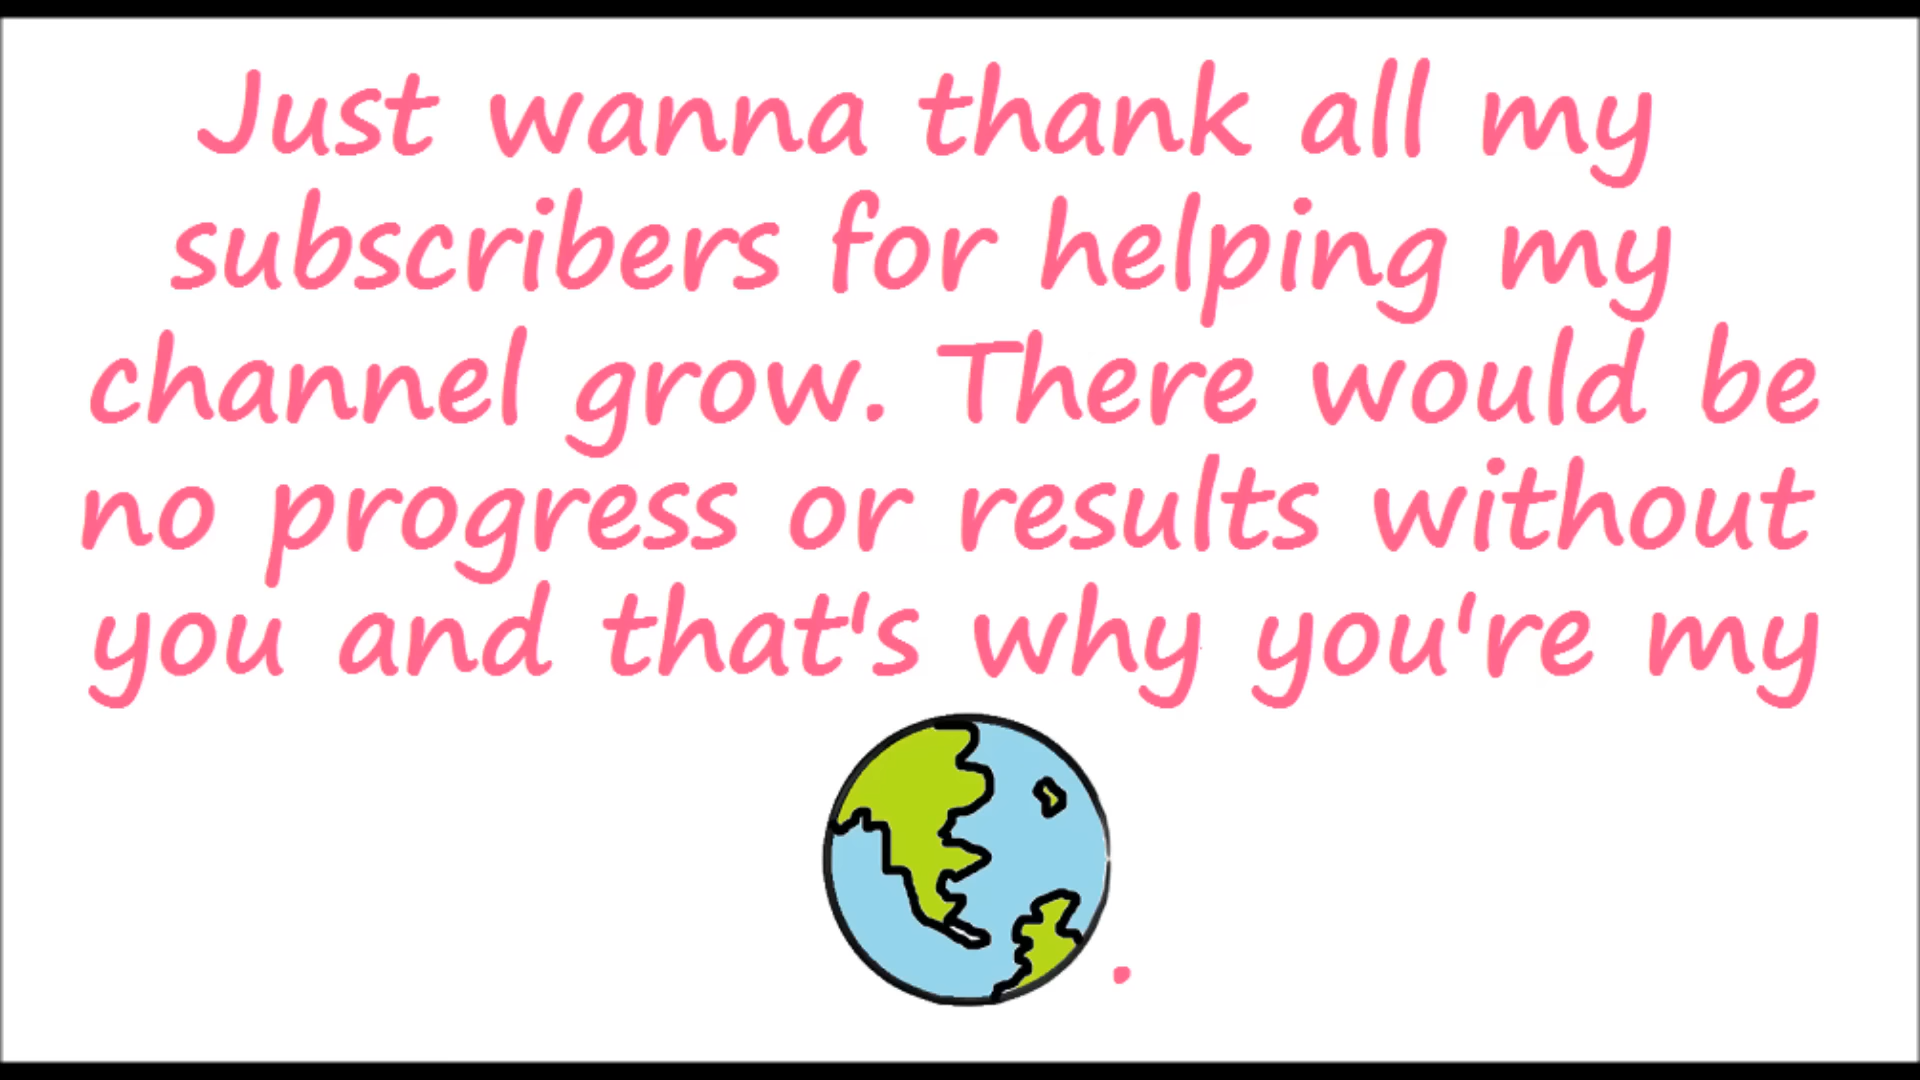 Just wanna thank all my
subscribers for helping my
channel grow. There would be
no progress or results without
you and that's why you're my
.